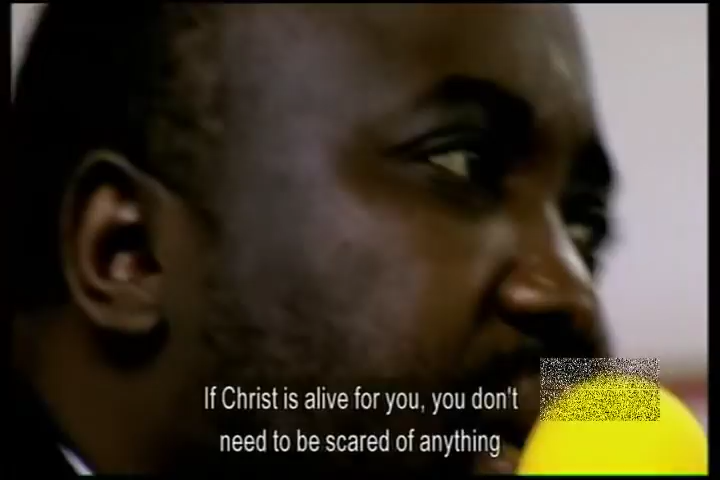 If Christ is alive for you, you don't
need to be scared of anything